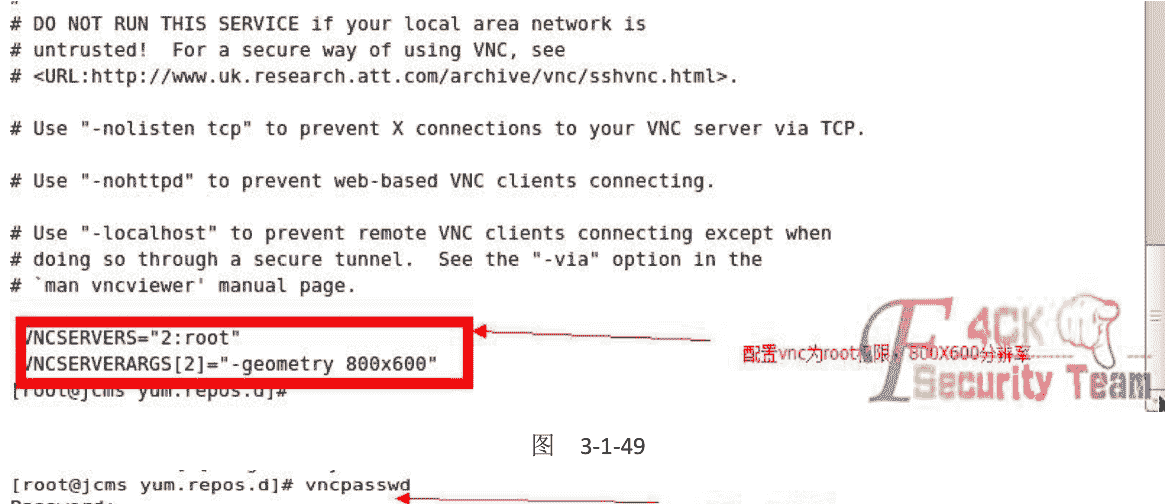 # DO NOT RUN THIS SERVICE if your local area network is
# untrusted!  For a secure way of using VNC, see
# <URL:http://www.uk.research.att.com/archive/vnc/sshvnc.html>.
# Use "-nolisten tcp" to prevent X connections to your VNC server via TCP.
# Use "-nohttpd" to prevent web-based VNC clients connecting.
# Use "-localhost" to prevent remote VNC clients connecting except when
# doing so through a secure tunnel.  See the "-via" option in the
# `man vncviewer' manual page.
VNCSERVERS="2:root"
VNCSERVERARGS[2]="-geometry 800x600"
配置vnc为root权限，800X600分辨率
F4CK
Security Team
[root@jcms yum.repos.d]#
图 3-1-49
[root@jcms yum.repos.d]# vncpasswd
Password: